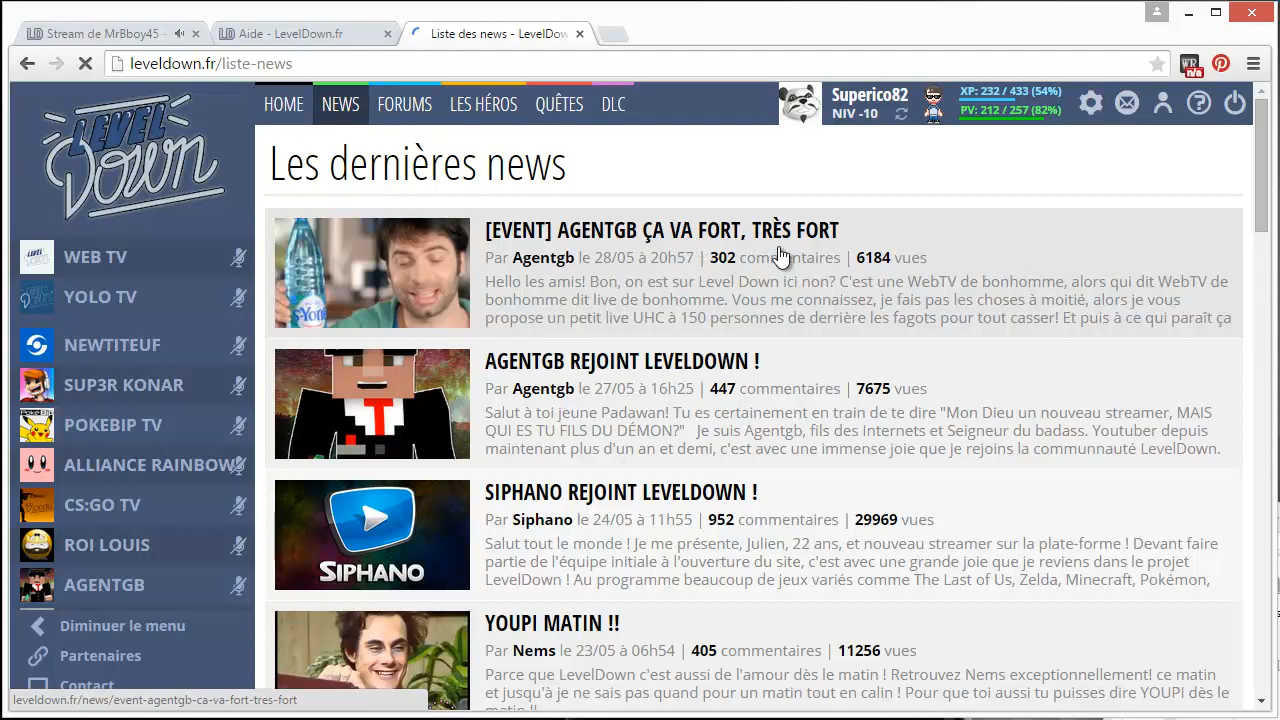 Stream de MrBboy45
Aide - LevelDown.fr
Liste des news - LevelDow
leveldown.fr/liste-news
WR
n/a
LEVEL
Down
HOME
NEWS
FORUMS
LES HÉROS
QUÊTES
DLC
Superico82
NIV -10
XP: 232 / 433 (54%)
PV: 212 / 257 (82%)
WEB TV
YOLO TV
NEWTITEUF
SUP3R KONAR
POKEBIP TV
ALLIANCE RAINBOW
CS:GO TV
ROI LOUIS
AGENTGB
Diminuer le menu
Partenaires
Contact
Les dernières news
[EVENT] AGENTGB ÇA VA FORT, TRÈS FORT
Par Agentgb le 28/05 à 20h57 | 302 commentaires | 6184 vues
Hello les amis! Bon, on est sur Level Down ici non? C'est une WebTV de bonhomme, alors qui dit WebTV de
bonhomme dit live de bonhomme. Vous me connaissez, je fais pas les choses à moitié, alors je vous
propose un petit live UHC à 150 personnes de derrière les fagots pour tout casser! Et puis à ce qui paraît ça
AGENTGB REJOINT LEVELDOWN !
Par Agentgb le 27/05 à 16h25 | 447 commentaires | 7675 vues
Salut à toi jeune Padawan! Tu es certanement en train de te dire "Mon Dieu un nouveau streamer, MAIS
QUI ES TU FILS DU DÉMON?" Je suis Agentgb, fils des Internets et Seigneur du badass. Youtuber depuis
maintenant plus d'un an et demi, c'est avec une immense joie que je rejoins la communnauté LevelDown.
SIPHANO
SIPHANO REJOINT LEVELDOWN !
Par Siphano le 24/05 à 11h55 | 952 commentaires | 29969 vues
Salut tout le monde ! Je me présente, Julien, 22 ans, et nouveau streamer sur la plate-forme ! Devant faire
partie de l'équipe initiale à l'ouverture du site, c'est avec une grande joie que je reviens dans le projet
LevelDown ! Au programme beaucoup de jeux variés comme The Last of Us, Zelda, Minecraft, Pokémon,
YOUPI MATIN !!
Par Nems le 23/05 à 06h54 | 405 commentaires | 11256 vues
Parce que LevelDown c'est aussi de l'amour dès le matin ! Retrouvez Nems exceptionnellement! ce matin
et jusqu'à je ne sais pas quand pour un matin tout en calin ! Pour que toi aussi tu puisses dire YOUPI dès le
matin !!
leveldown.fr/news/event-agentgb-ca-va-fort-tres-fort